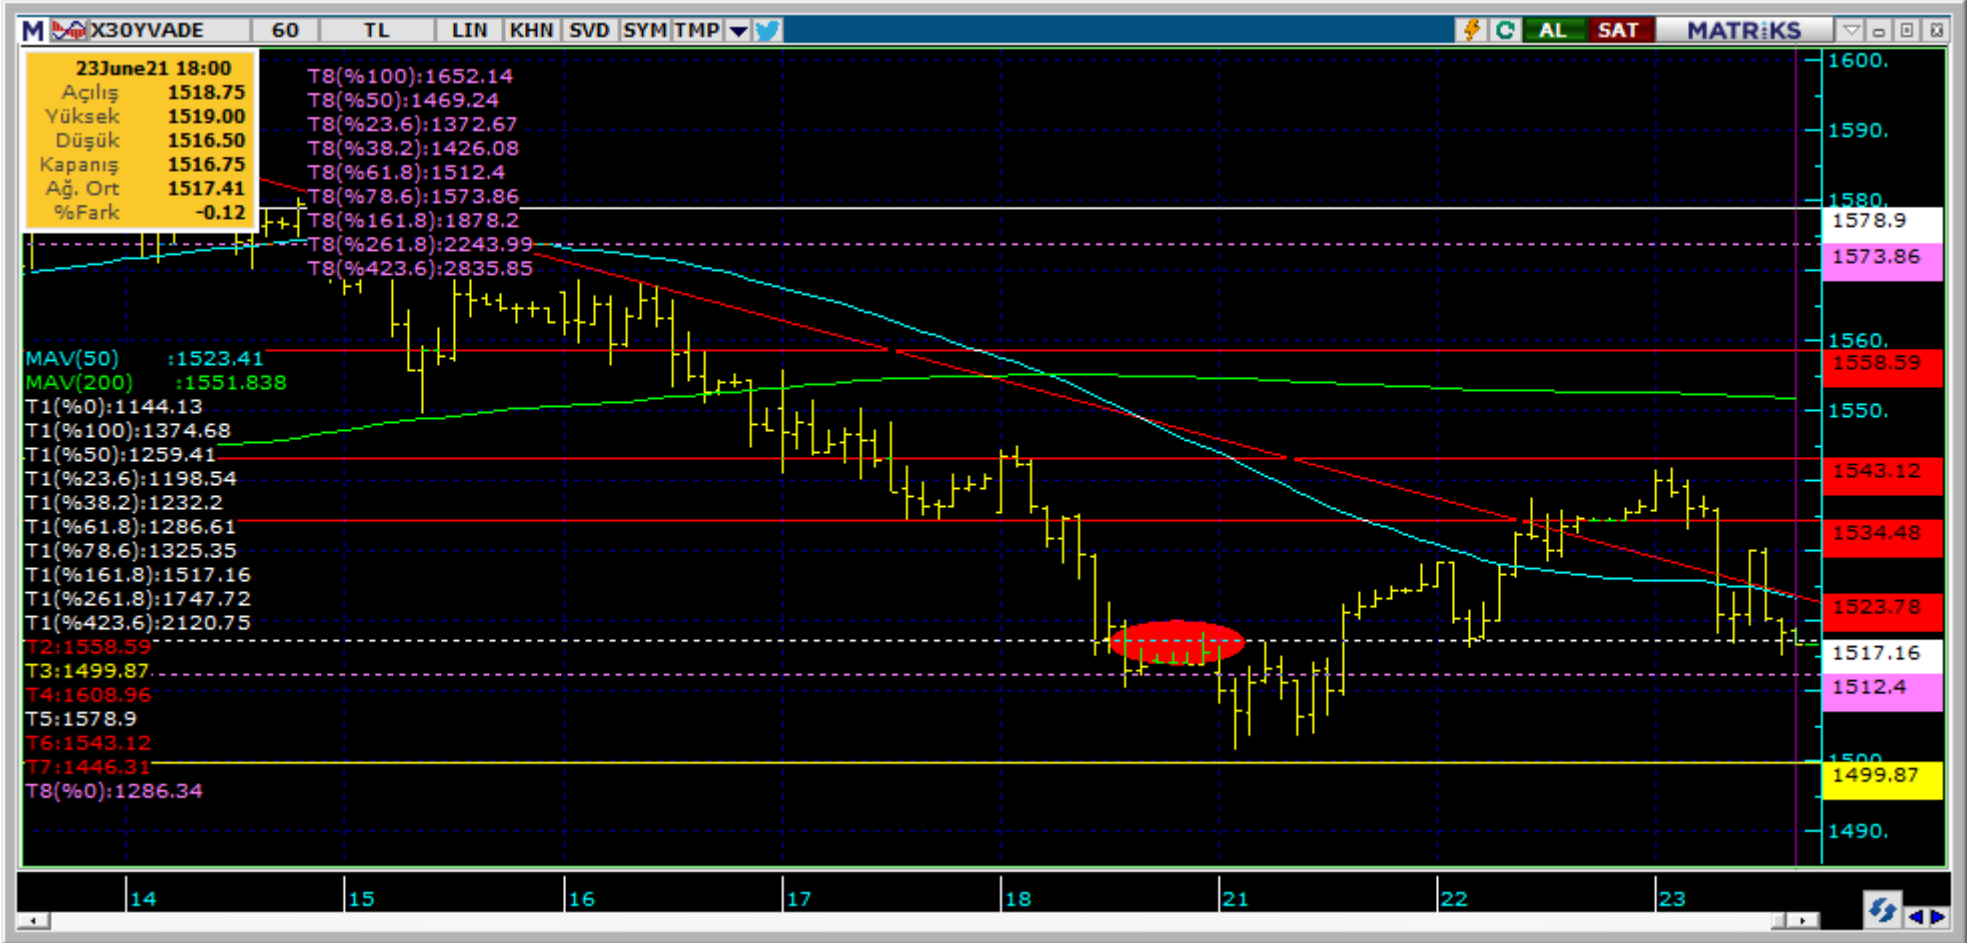 M X30YVADE 60 TL LIN KHN SVD SYM TMP AL SAT MATRiKS
23June21 18:00
Açılış 1518.75
Yüksek 1519.00
Düşük 1516.50
Kapanış 1516.75
Ağ. Ort 1517.41
%Fark -0.12
T8(%100):1652.14
T8(%50):1469.24
T8(%23.6):1372.67
T8(%38.2):1426.08
T8(%61.8):1512.4
T8(%78.6):1573.86
T8(%161.8):1878.2
T8(%261.8):2243.99
T8(%423.6):2835.85
MAV(50) :1523.41
MAV(200) :1551.838
T1(%0):1144.13
T1(%100):1374.68
T1(%50):1259.41
T1(%23.6):1198.54
T1(%38.2):1232.2
T1(%61.8):1286.61
T1(%78.6):1325.35
T1(%161.8):1517.16
T1(%261.8):1747.72
T1(%423.6):2120.75
T2:1558.59
T3:1499.87
T4:1608.96
T5:1578.9
T6:1543.12
T7:1446.31
T8(%0):1286.34
1600.
1590.
1580.
1578.9
1573.86
1560.
1558.59
1550.
1543.12
1534.48
1523.78
1517.16
1512.4
1500.
1499.87
1490.
14 15 16 17 18 21 22 23